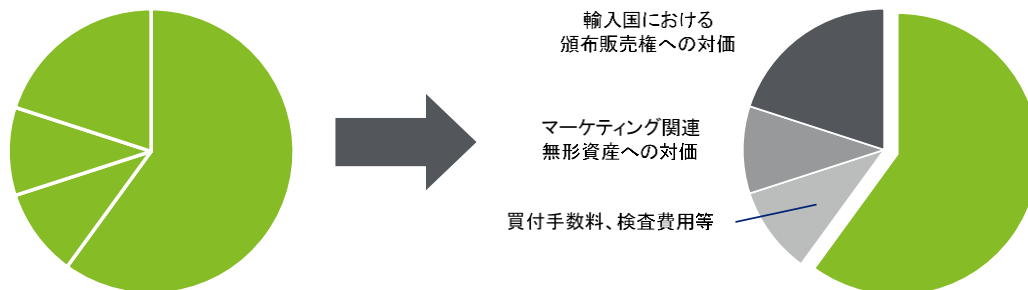 輸入国における
頒布販売権への対価
マーケティング関連
無形資産への対価
買付手数料、検査費用等